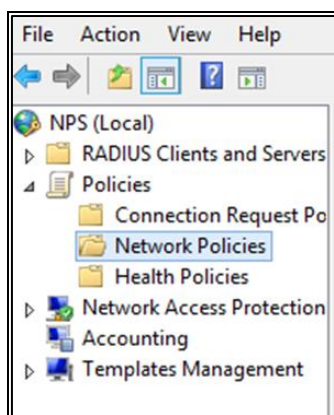 File Action View Help
NPS (Local)
RADIUS Clients and Servers
Policies
Connection Request Po
Network Policies
Health Policies
Network Access Protection
Accounting
Templates Management